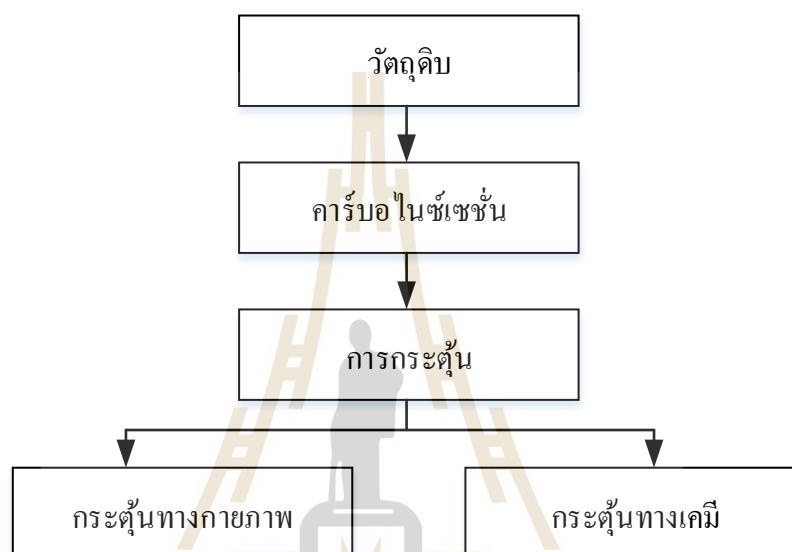 วัตถุดิบ
คาร์บอไนซ์เซชั่น
การกระตุ้น
กระตุ้นทางกายภาพ
กระตุ้นทางเคมี